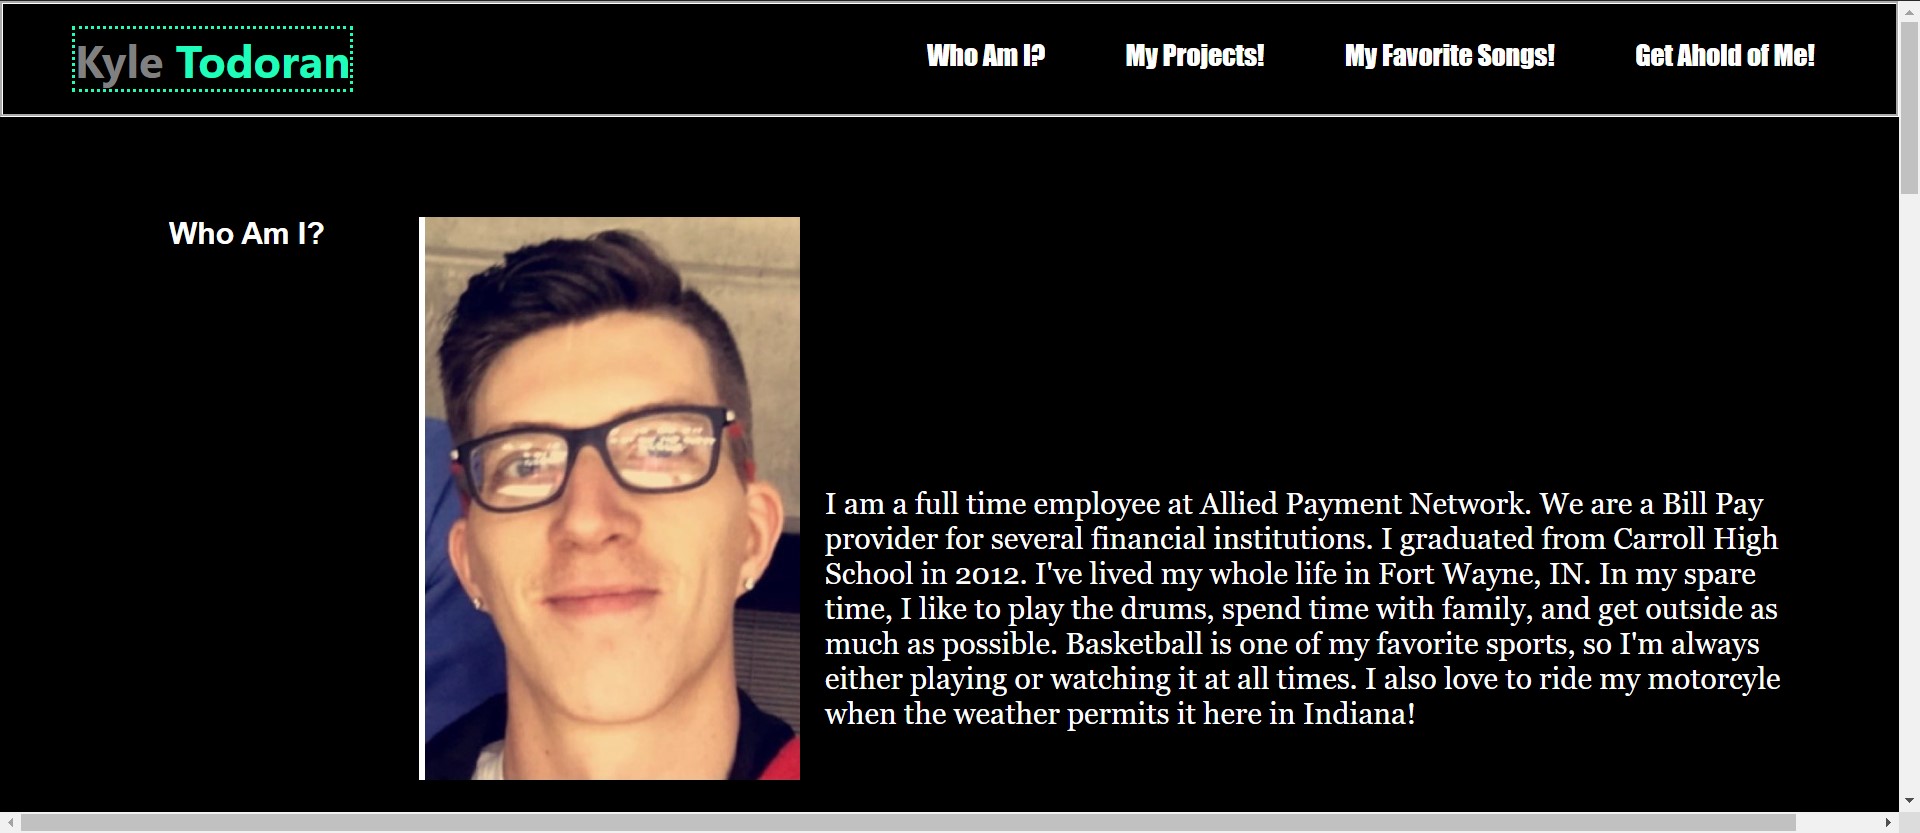 Kyle Todoran
Who Am I? My Projects! My Favorite Songs! Get Ahold of Me!
Who Am I?
I am a full time employee at Allied Payment Network. We are a Bill Pay
provider for several financial institutions. I graduated from Carroll High
School in 2012. I've lived my whole life in Fort Wayne, IN. In my spare
time, I like to play the drums, spend time with family, and get outside as
much as possible. Basketball is one of my favorite sports, so I'm always
either playing or watching it at all times. I also love to ride my motorcyle
when the weather permits it here in Indiana!